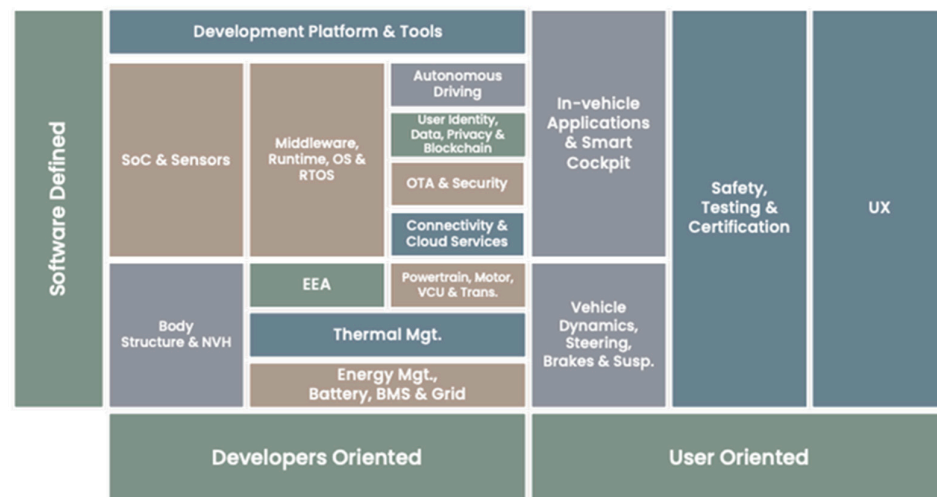 Software Defined
Development Platform & Tools
SoC & Sensors
Middleware,
Runtime, OS &
RTOS
Autonomous
Driving
User Identity,
Data, Privacy &
Blockchain
OTA & Security
Connectivity &
Cloud Services
In-vehicle
Applications
& Smart
Cockpit
Safety,
Testing &
Certification
UX
Body
Structure & NVH
EEA
Powertrain, Motor,
VCU & Trans.
Thermal Mgt.
Energy Mgt.,
Battery, BMS & Grid
Vehicle
Dynamics,
Steering,
Brakes & Susp.
Developers Oriented
User Oriented